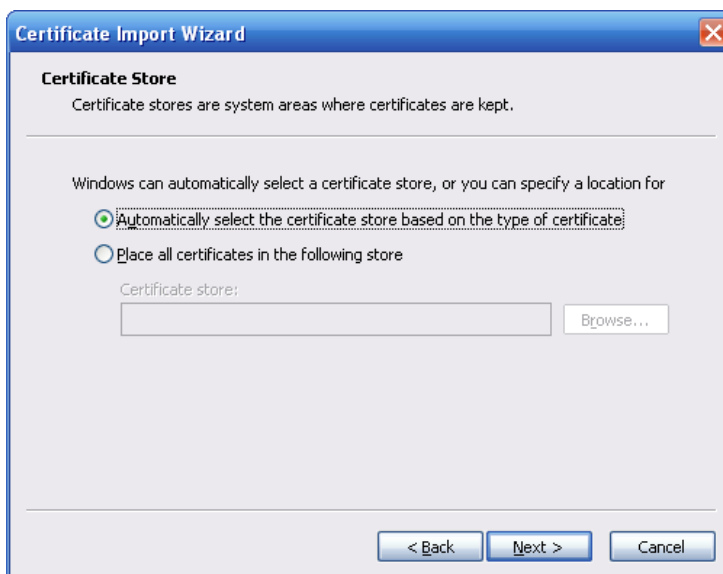 Certificate Import Wizard
Certificate Store
Certificate stores are system areas where certificates are kept.
Windows can automatically select a certificate store, or you can specify a location for
Automatically select the certificate store based on the type of certificate
Place all certificates in the following store
Certificate store:
Browse...
< Back Next > Cancel